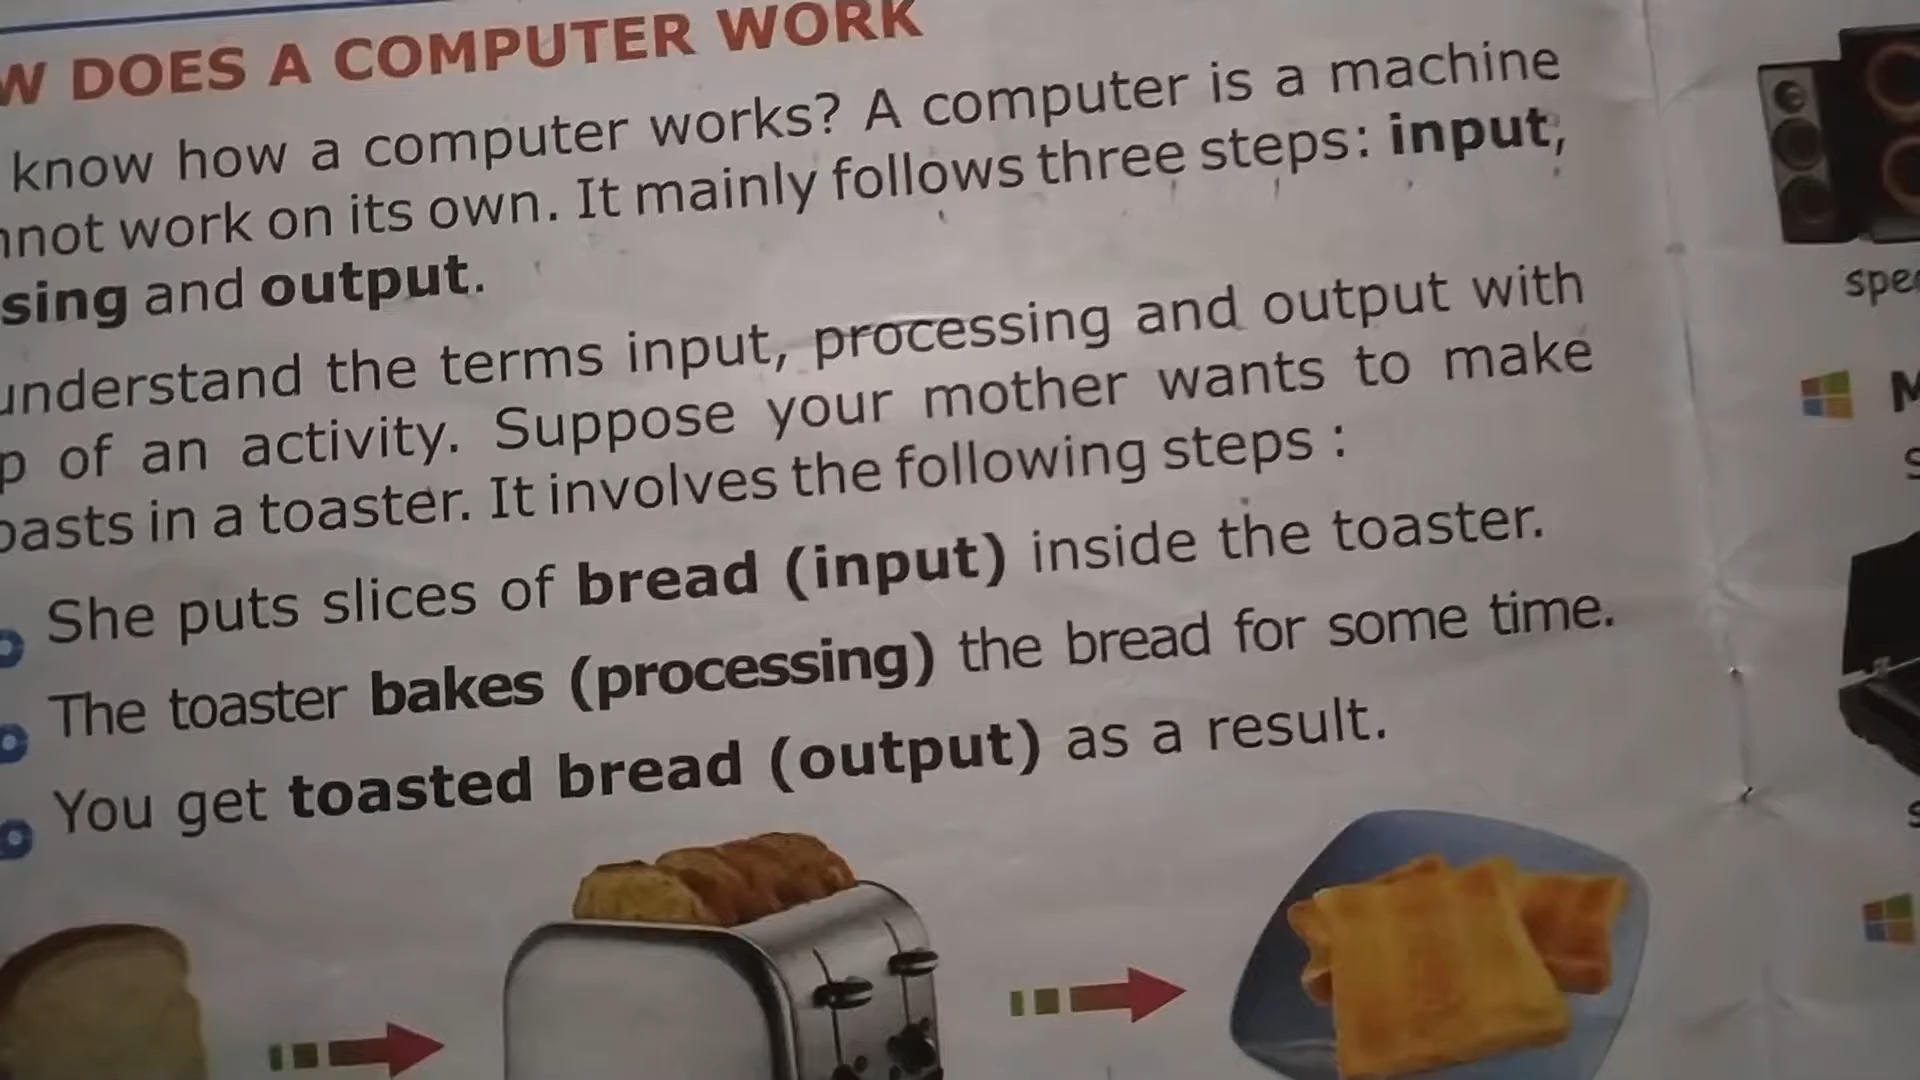 W DOES A COMPUTER WORK
know how a computer works? A computer is a machine
nnot work on its own. It mainly follows three steps: input,
sing and output.
understand the terms input, processing and output with
p of an activity. Suppose your mother wants to make
oasts in a toaster. It involves the following steps :
She puts slices of bread (input) inside the toaster.
The toaster bakes (processing) the bread for some time.
You get toasted bread (output) as a result.
spea
M
s
s